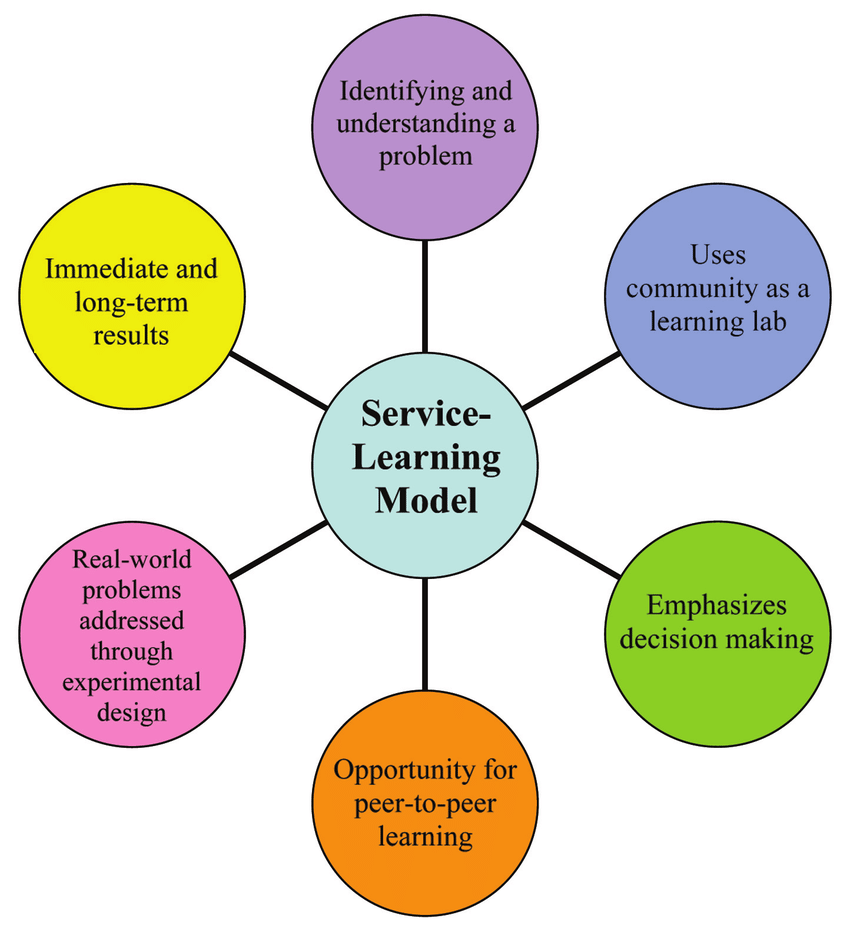 Identifying and
understanding a
problem
Uses
community as a
learning lab
Emphasizes
decision making
Opportunity for
peer-to-peer
learning
Real-world
problems
addressed
through
experimental
design
Immediate and
long-term
results
Service-
Learning
Model